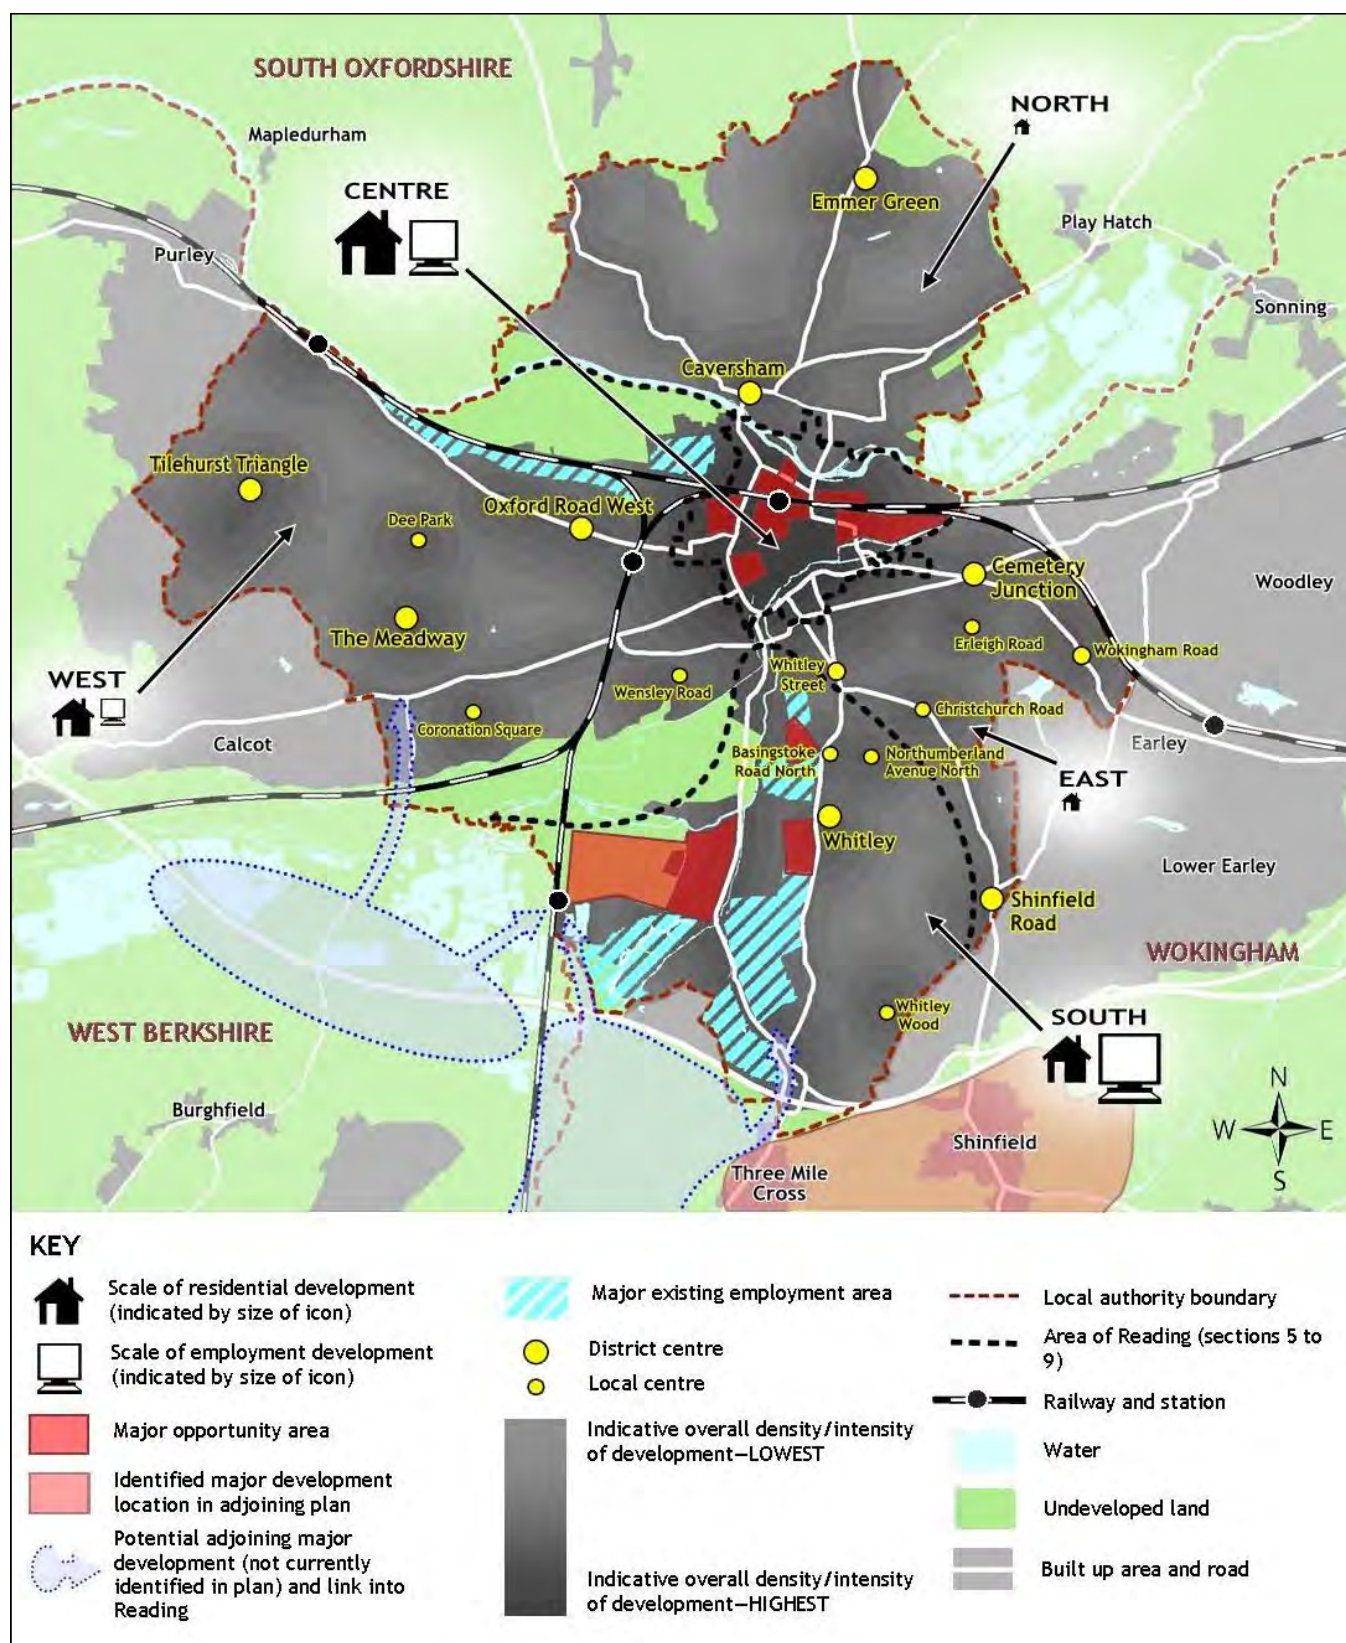 SOUTH OXFORDSHIRE
NORTH
Mapledurham
CENTRE
Emmer Green
Play Hatch
Purley
Sonning
Caversham
Tilehurst Triangle
Oxford Road West
Dee Park
Cemetery
Junction
Woodley
The Meadway
Erleigh Road
Wokingham Road
WEST
Whitley
Street
Wensley Road
Christchurch Road
Coronation Square
Calcot
Earley
Basingstoke
Road North
Northumberland
Avenue North
EAST
Whitley
Lower Earley
Shinfield
Road
WOKINGHAM
WEST BERKSHIRE
Whitley
Wood
SOUTH
N
W
E
S
Burghfield
Shinfield
Three Mile
Cross
KEY
Scale of residential development
(indicated by size of icon)
Scale of employment development
(indicated by size of icon)
Major opportunity area
Identified major development
location in adjoining plan
Potential adjoining major
development (not currently
identified in plan) and link into
Reading
Major existing employment area
District centre
Local centre
Indicative overall density/intensity
of development—LOWEST
Indicative overall density/intensity
of development—HIGHEST
Local authority boundary
Area of Reading (sections 5 to
9)
Railway and station
Water
Undeveloped land
Built up area and road